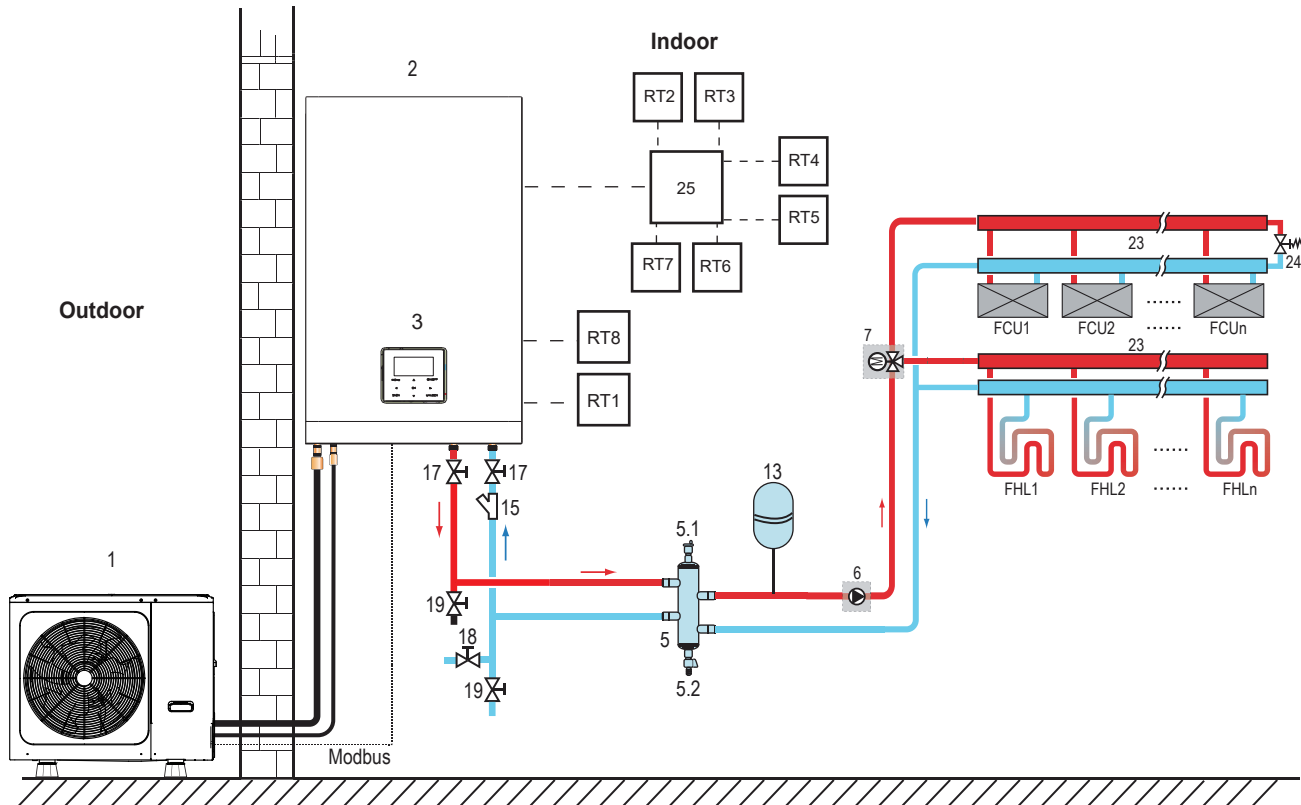 Indoor
Outdoor
2
RT2
RT3
RT4
25
RT5
RT7
RT6
3
RT8
RT1
23
24
FCU1
FCU2
......
......
FCUn
7
23
FHL1
FHL2
......
......
FHLn
17
17
15
13
5.1
6
1
19
18
5
19
5.2
Modbus